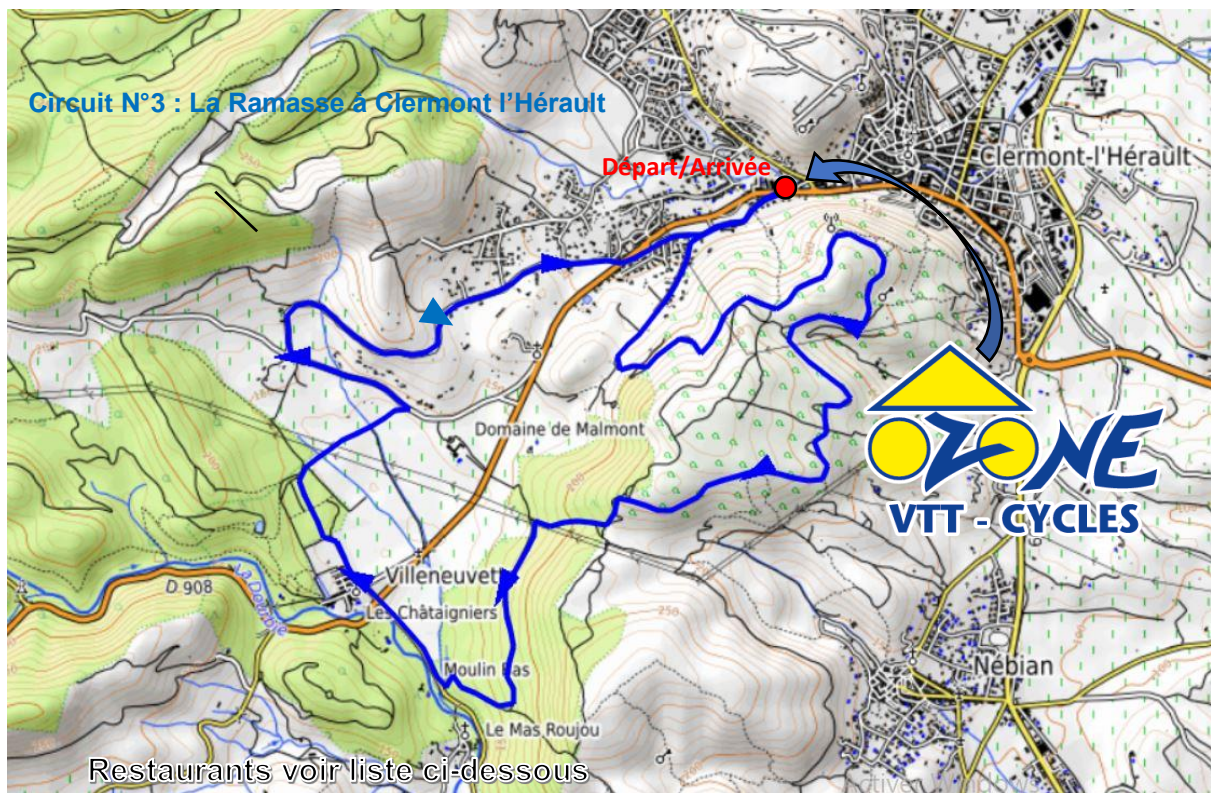 Circuit N°3 : La Ramasse à Clermont l'Hérault
Départ/Arrivée
Clermont-l'Hérault
Domaine de Malmont
OZONE
VTT - CYCLES
Villeneuvette
D 908
La Dourbie
Les Châtaigniers
Moulin Bas
Nébian
Le Mas Roujou
Restaurants voir liste ci-dessous